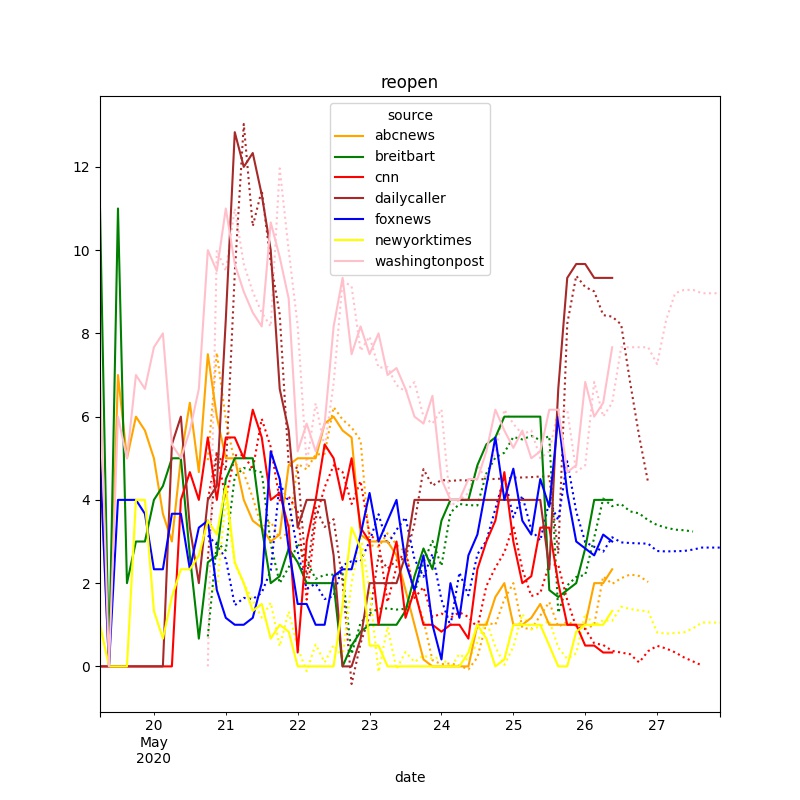 reopen
source
abcnews
breitbart
cnn
dailycaller
foxnews
newyorktimes
washingtonpost
12
10
8
6
4
2
0
20
21
22
23
24
25
26
27
May
2020
date